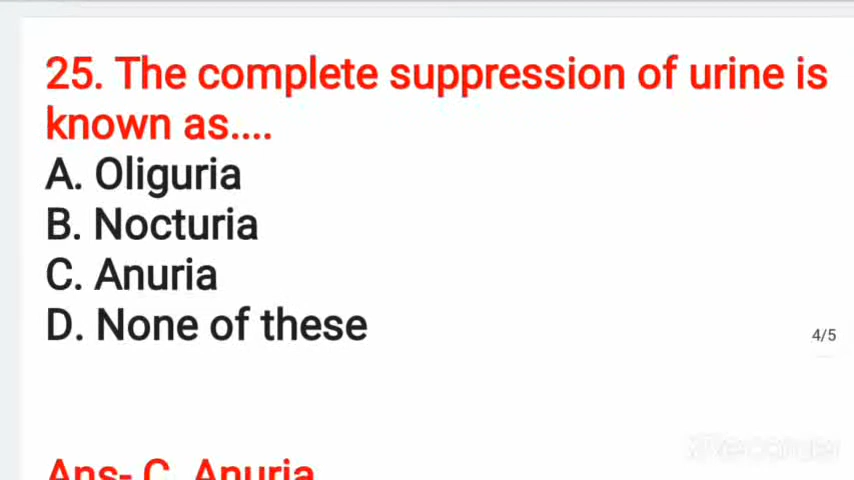 25. The complete suppression of urine is
known as....
A. Oliguria
B. Nocturia
C. Anuria
D. None of these
4/5
XRecorder
Ans- C. Anuria